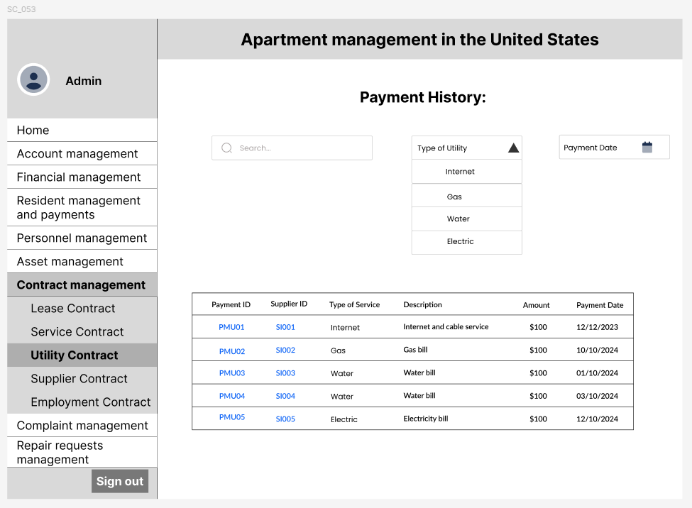 SC_053
Apartment management in the United States
Admin
Home
Account management
Financial management
Resident management
and payments
Personnel management
Asset management
Contract management
Lease Contract
Service Contract
Utility Contract
Supplier Contract
Employment Contract
Complaint management
Repair requests
management
Sign out
Payment History:
Search...
Type of Utility
Internet
Gas
Water
Electric
Payment Date
Payment ID Supplier ID Type of Service Description Amount Payment Date
PMU01 SI001 Internet Internet and cable service $100 12/12/2023
PMU02 SI002 Gas Gas bill $100 10/10/2024
PMU03 SI003 Water Water bill $100 01/10/2024
PMU04 SI004 Water Water bill $100 03/10/2024
PMU05 SI005 Electric Electricity bill $100 12/10/2024